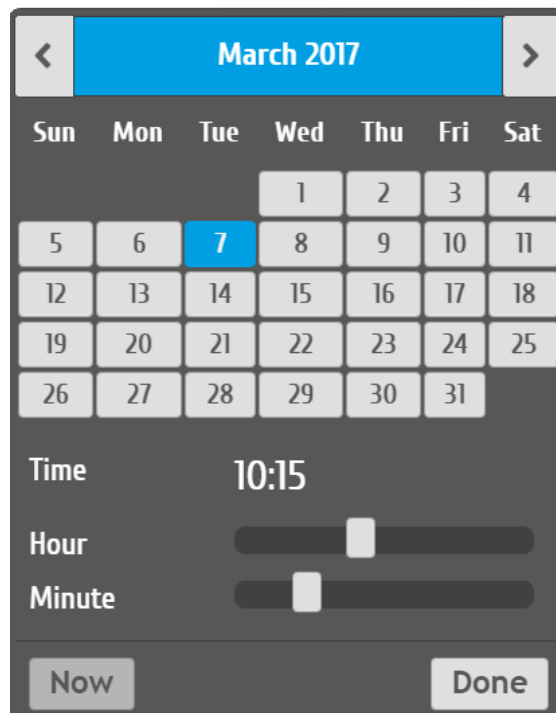 March 2017
Sun Mon Tue Wed Thu Fri Sat
1 2 3 4
5 6 7 8 9 10 11
12 13 14 15 16 17 18
19 20 21 22 23 24 25
26 27 28 29 30 31
Time 10:15
Hour
Minute
Now Done